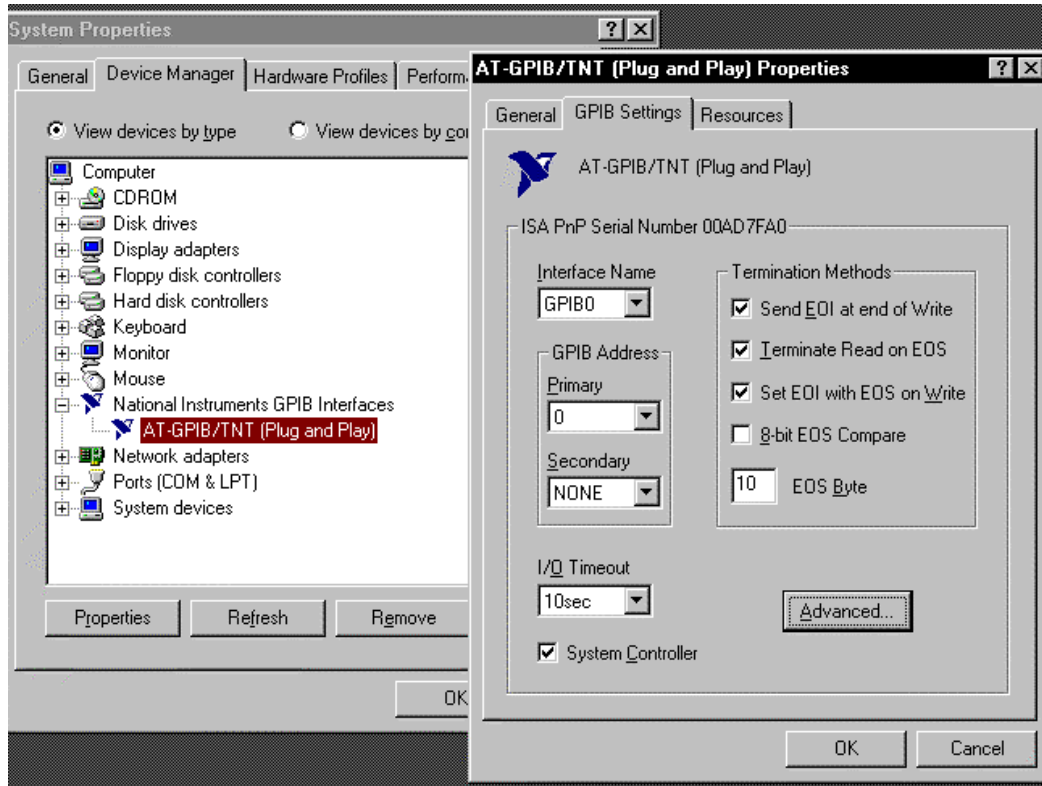 System Properties
General Device Manager Hardware Profiles Perform
View devices by type View devices by co
Computer
CDROM
Disk drives
Display adapters
Floppy disk controllers
Hard disk controllers
Keyboard
Monitor
Mouse
National Instruments GPIB Interfaces
AT-GPIB/TNT (Plug and Play)
Network adapters
Ports (COM & LPT)
System devices
Properties Refresh Remove
OK
AT-GPIB/TNT (Plug and Play) Properties
General GPIB Settings Resources
AT-GPIB/TNT (Plug and Play)
ISA PnP Serial Number 00AD7FA0
Interface Name
GPIB0
GPIB Address
Primary
0
Secondary
NONE
Termination Methods
Send EOI at end of Write
Terminate Read on EOS
Set EOI with EOS on Write
8-bit EOS Compare
10 EOS Byte
I/O Timeout
10sec
Advanced...
System Controller
OK Cancel